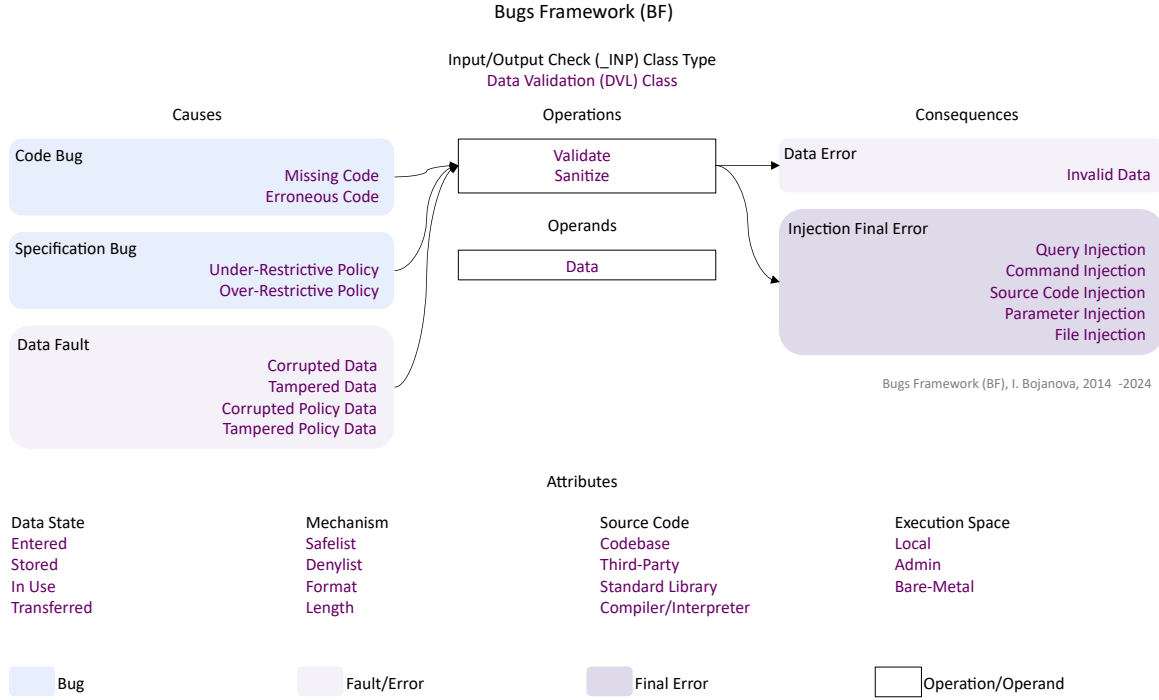 Bugs Framework (BF)
Input/Output Check (_INP) Class Type
Data Validation (DVL) Class
Causes
Operations
Consequences
Code Bug
Missing Code
Erroneous Code
Specification Bug
Under-Restrictive Policy
Over-Restrictive Policy
Data Fault
Corrupted Data
Tampered Data
Corrupted Policy Data
Tampered Policy Data
Validate
Sanitize
Operands
Data
Data Error
Invalid Data
Injection Final Error
Query Injection
Command Injection
Source Code Injection
Parameter Injection
File Injection
Bugs Framework (BF), I. Bojanova, 2014 -2024
Attributes
Data State
Entered
Stored
In Use
Transferred
Mechanism
Safelist
Denylist
Format
Length
Source Code
Codebase
Third-Party
Standard Library
Compiler/Interpreter
Execution Space
Local
Admin
Bare-Metal
Bug
Fault/Error
Final Error
Operation/Operand